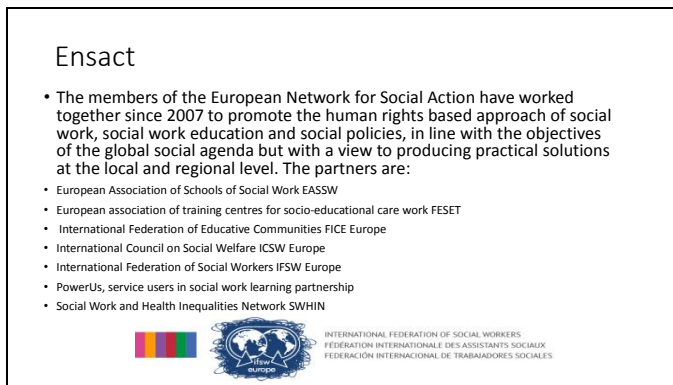 Ensact
• The members of the European Network for Social Action have worked
together since 2007 to promote the human rights based approach of social
work, social work education and social policies, in line with the objectives
of the global social agenda but with a view to producing practical solutions
at the local and regional level. The partners are:
• European Association of Schools of Social Work EASSW
• European association of training centres for socio-educational care work FESET
• International Federation of Educative Communities FICE Europe
• International Council on Social Welfare ICSW Europe
• International Federation of Social Workers IFSW Europe
• PowerUs, service users in social work learning partnership
• Social Work and Health Inequalities Network SWHIN
ifsw
europe
INTERNATIONAL FEDERATION OF SOCIAL WORKERS
FÉDÉRATION INTERNATIONALE DES ASSISTANTS SOCIAUX
FEDERACIÓN INTERNACIONAL DE TRABAJADORES SOCIALES